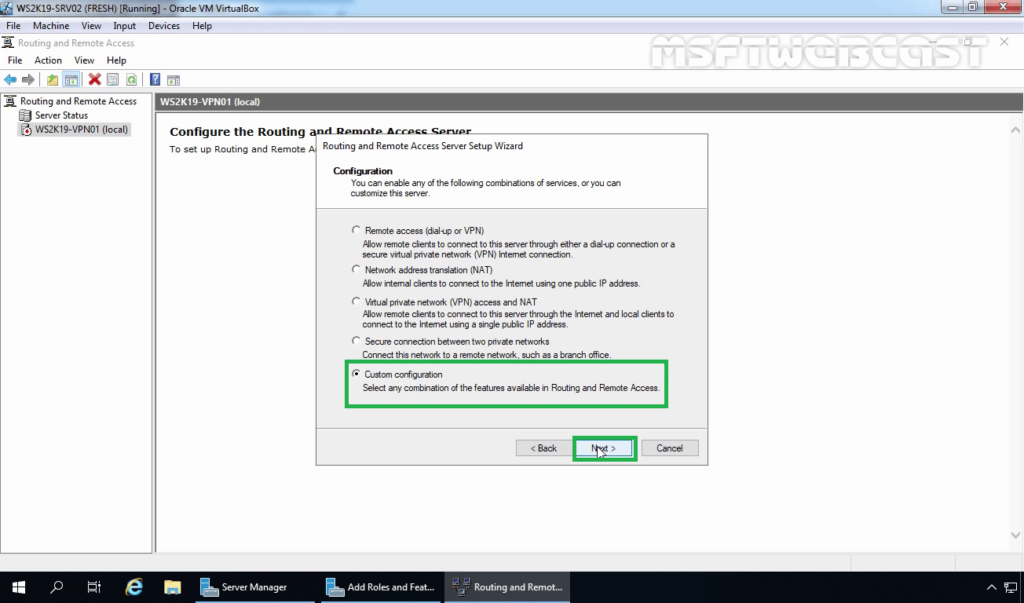 WS2K19-SRV02 (FRESH) [Running] - Oracle VM VirtualBox
File Machine View Input Devices Help
Routing and Remote Access
MSFTWEBCAST
File Action View Help
Routing and Remote Access
Server Status
WS2K19-VPN01 (local)
WS2K19-VPN01 (local)
Configure the Routing and Remote Access Server
To set up Routing and Remote A
Routing and Remote Access Server Setup Wizard
Configuration
You can enable any of the following combinations of services, or you can
customize this server.
Remote access (dial-up or VPN)
Allow remote clients to connect to this server through either a dial-up connection or a
secure virtual private network (VPN) Internet connection.
Network address translation (NAT)
Allow internal clients to connect to the Internet using one public IP address.
Virtual private network (VPN) access and NAT
Allow remote clients to connect to this server through the Internet and local clients to
connect to the Internet using a single public IP address.
Secure connection between two private networks
Connect this network to a remote network, such as a branch office.
Custom configuration
Select any combination of the features available in Routing and Remote Access.
< Back Next > Cancel
Server Manager Add Roles and Feat... Routing and Remot...